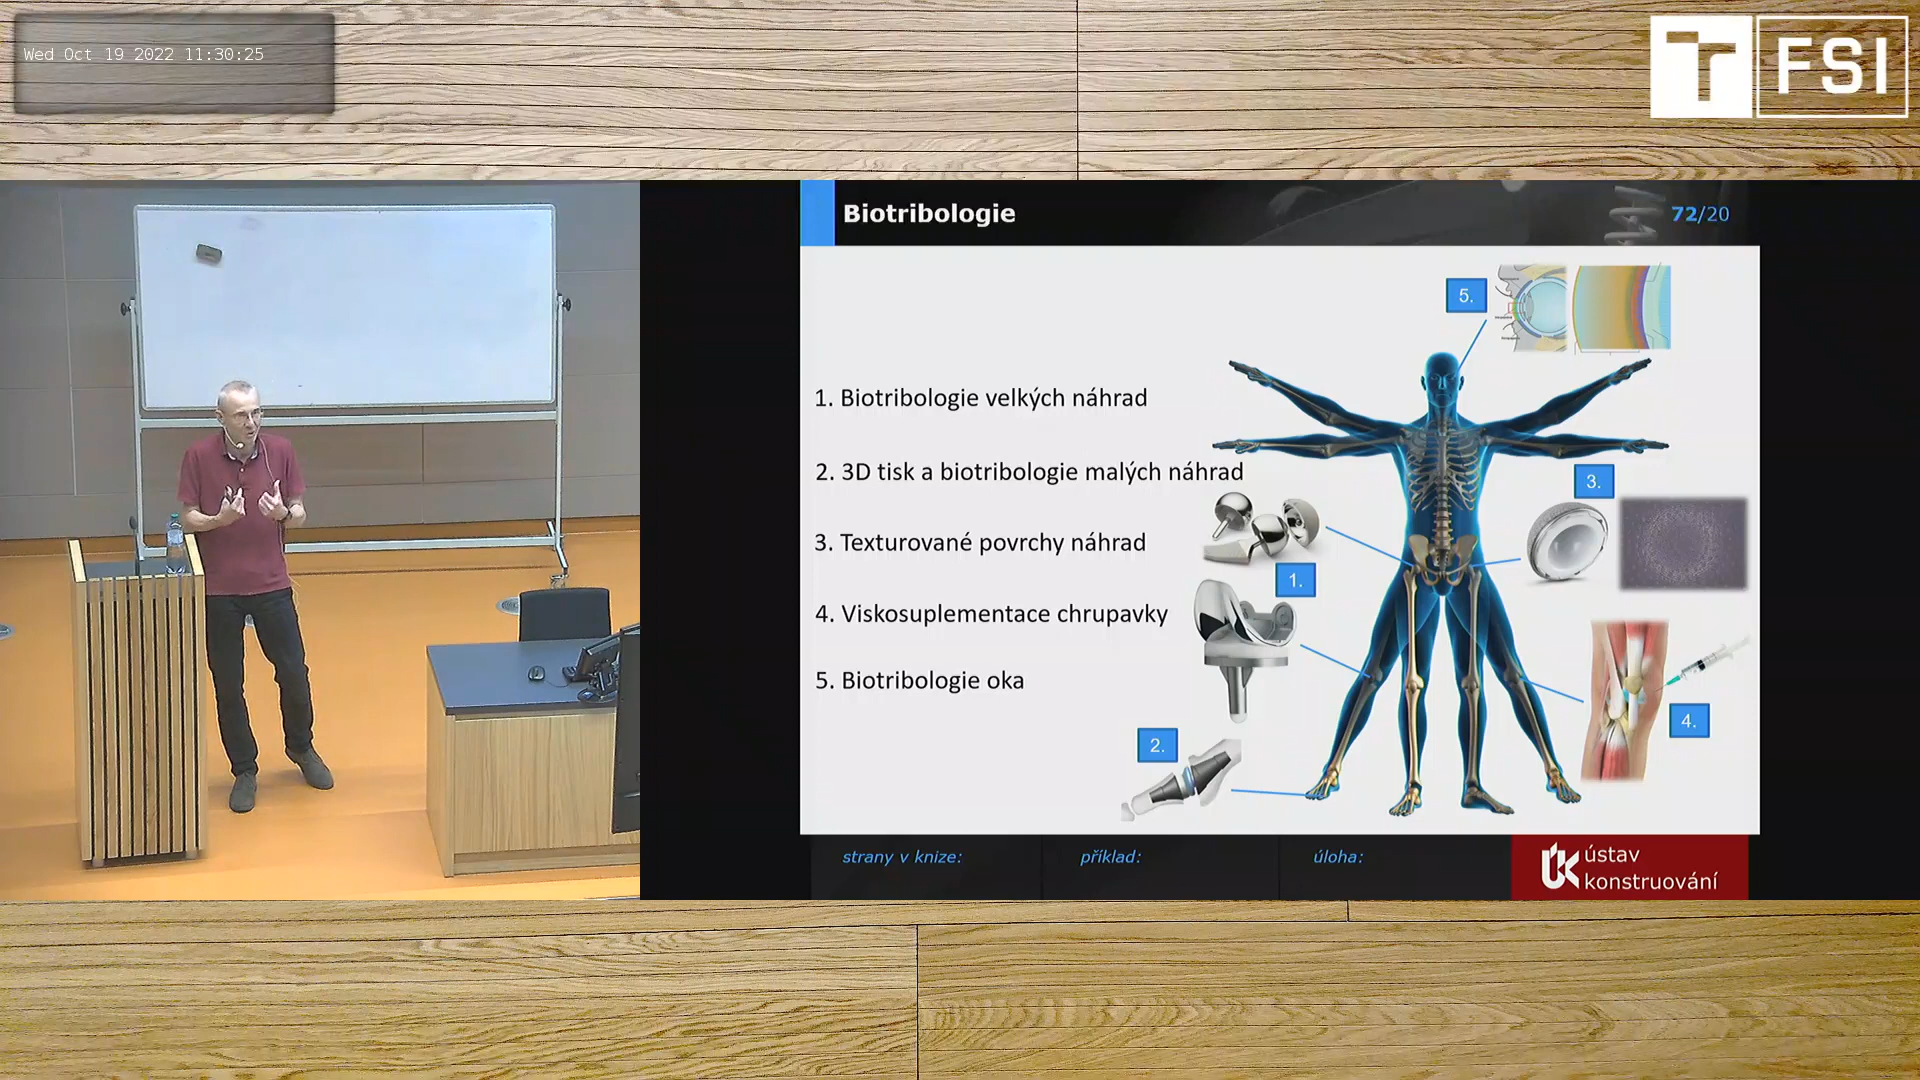 Wed Oct 19 2022 11:30:25
T FSI
Biotribologie
72/20
5.
1. Biotribologie velkých náhrad
2. 3D tisk a biotribologie malých náhrad
3.
3. Texturované povrchy náhrad
1.
4. Viskosuplementace chrupavky
5. Biotribologie oka
4.
2.
strany v knize:
příklad:
úloha:
ÚK ústav
konstruování